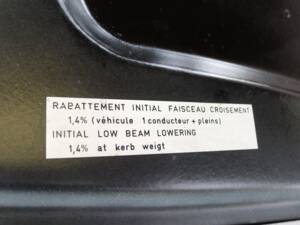 RABATTEMENT INITIAL FAISCEAU CROISEMENT
1,4% (véhicule 1 conducteur + pleins)
INITIAL LOW BEAM LOWERING
1,4% at kerb weigt